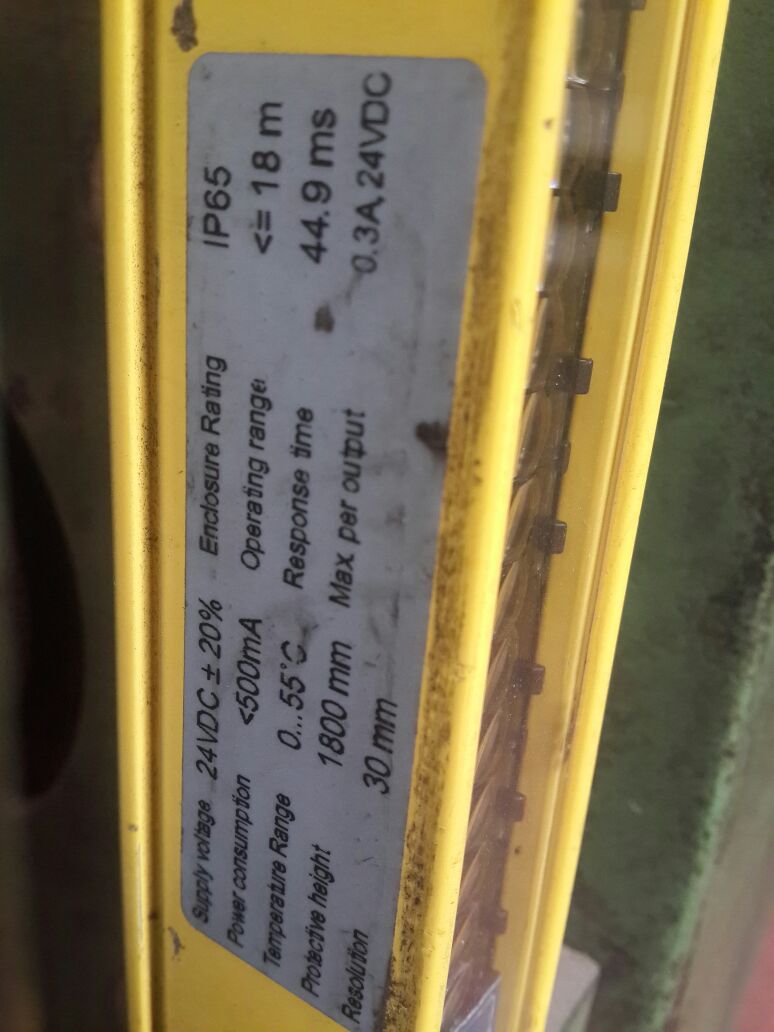 Supply voltage 24VDC ± 20% Enclosure Rating IP65
Power consumption <500mA Operating range <= 18 m
Temperature Range 0...55°C Response time 44.9 ms
Protective height 1800 mm Max per output 0.3A,24VDC
Resolution 30 mm